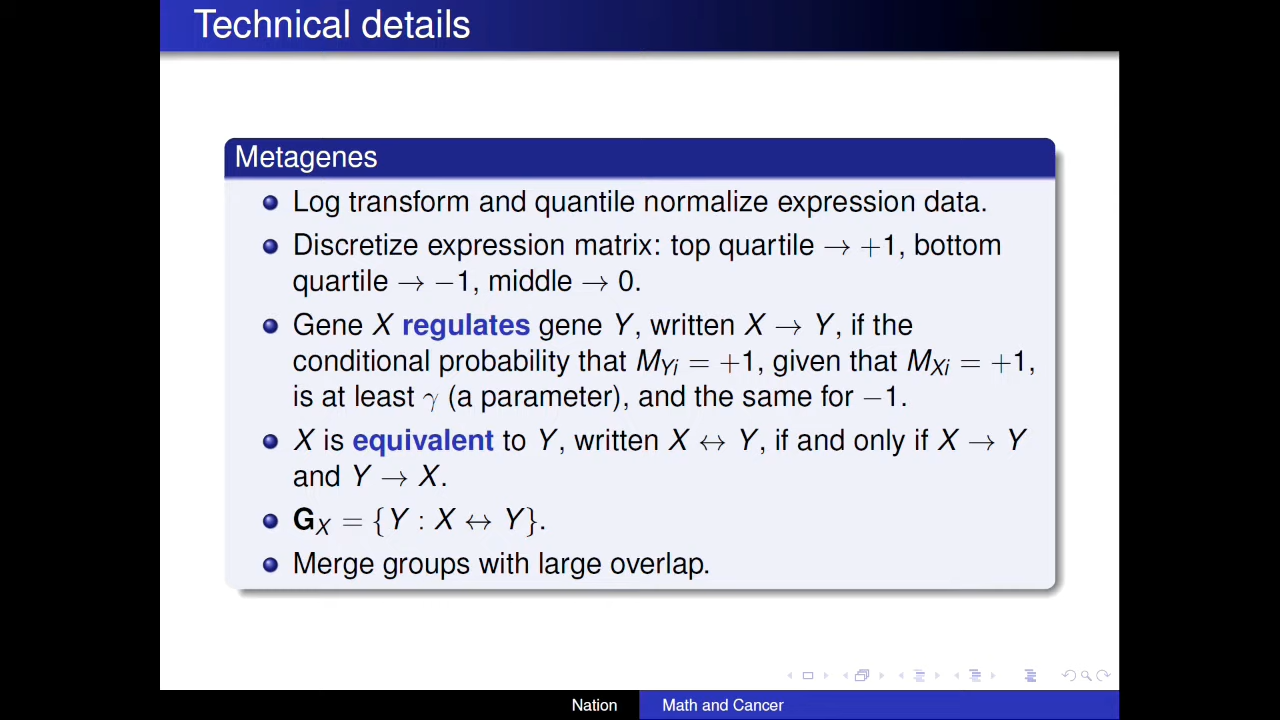 Technical details
Metagenes
Log transform and quantile normalize expression data.
Discretize expression matrix: top quartile → +1, bottom
quartile → −1, middle → 0.
Gene X regulates gene Y, written X → Y, if the
conditional probability that M_{Yi} = +1, given that M_{Xi} = +1,
is at least γ (a parameter), and the same for −1.
X is equivalent to Y, written X ↔ Y, if and only if X → Y
and Y → X.
G_X = {Y : X ↔ Y}.
Merge groups with large overlap.
Nation
Math and Cancer